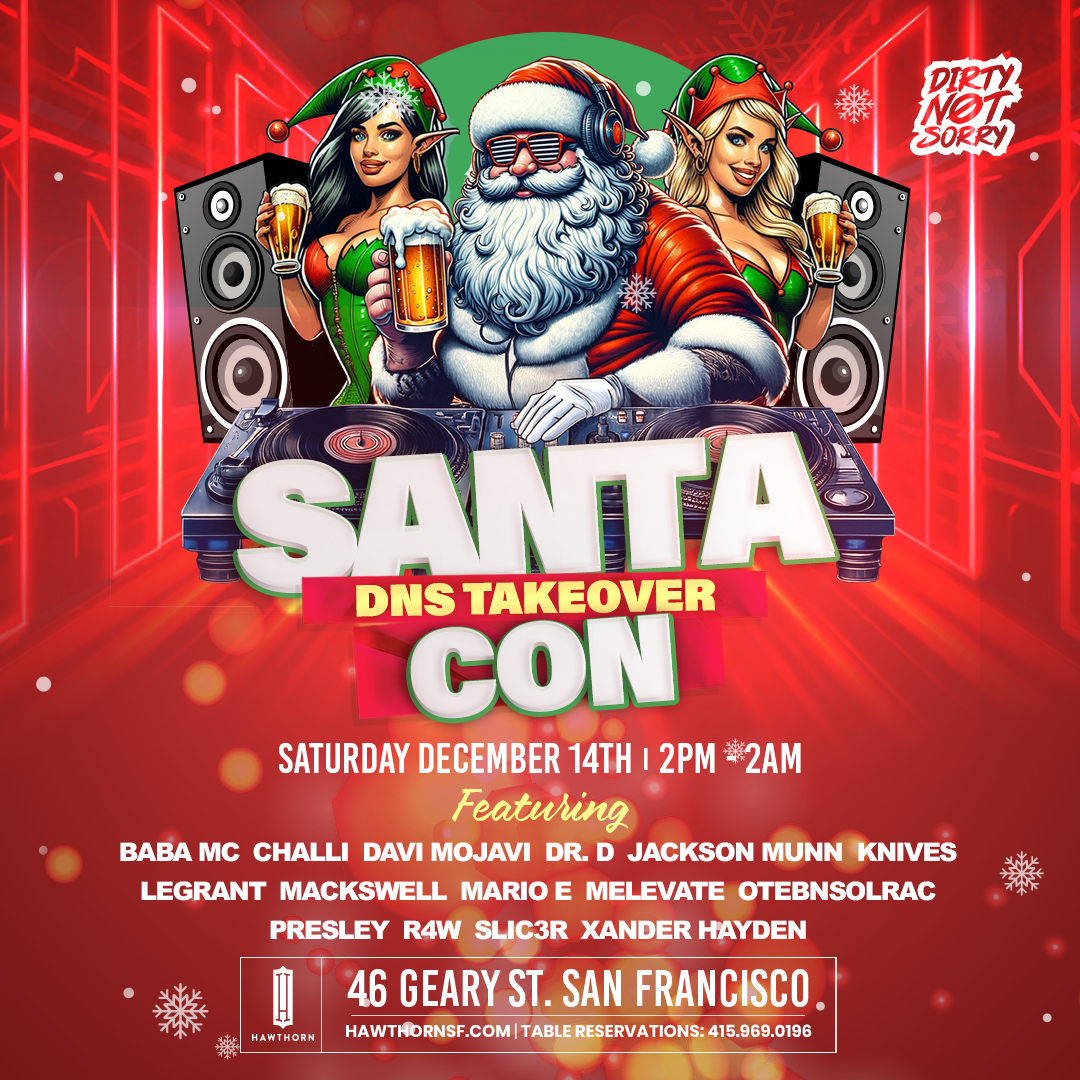 DIRTY
NØT
SORRY
SANTA
DNS TAKEOVER
CON
SATURDAY DECEMBER 14TH | 2PM 2AM
Featuring
BABA MC CHALLI DAVI MOJAVI DR. D JACKSON MUNN KNIVES
LEGRANT MACKSWELL MARIO E MELEVATE OTEBNSOLRAC
PRESLEY R4W SLIC3R XANDER HAYDEN
HAWTHORN
46 GEARY ST. SAN FRANCISCO
HAWTHORNSF.COM | TABLE RESERVATIONS: 415.969.0196